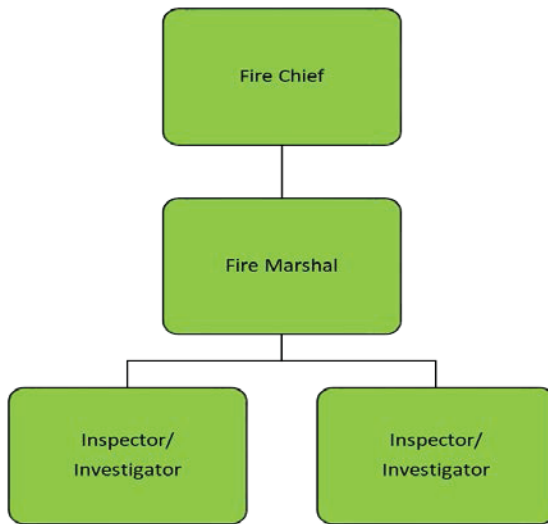 Fire Chief
Fire Marshal
Inspector/
Investigator
Inspector/
Investigator